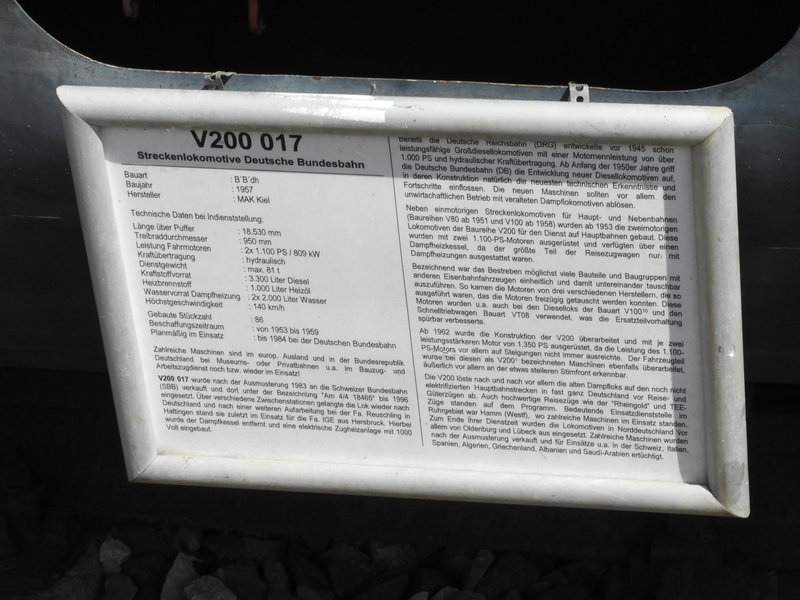 V200 017
Streckenlokomotive Deutsche Bundesbahn
Bauart : B´B´dh
Baujahr : 1957
Hersteller : MAK Kiel
Technische Daten bei Indienststellung:
Länge über Puffer : 18.530 mm
Treibraddurchmesser : 950 mm
Leistung Fahrmotoren : 2x 1.100 PS / 809 kW
Kraftübertragung : hydraulisch
Dienstgewicht : max. 81 t
Kraftstoffvorrat : 3.300 Liter Diesel
Heizbrennstoff : 1.000 Liter Heizöl
Wasservorrat Dampfheizung : 2x 2.000 Liter Wasser
Höchstgeschwindigkeit : 140 km/h
Gebaute Stückzahl : 86
Beschaffungszeitraum : von 1953 bis 1959
Planmäßig im Einsatz : bis 1984 bei der Deutschen Bundesbahn
Zahlreiche Maschinen sind im europ. Ausland und in der Bundesrepublik
Deutschland bei Museums- oder Privatbahnen u.a. im Bauzug- und
Arbeitszugdienst noch bzw. wieder im Einsatz!
V200 017 wurde nach der Ausmusterung 1983 an die Schweizer Bundesbahn
(SBB) verkauft und dort unter der Bezeichnung "Am 4/4 18465" bis 1996
eingesetzt. Über verschiedene Zwischenstationen gelangte die Lok wieder nach
Deutschland und nach einer weiteren Aufarbeitung bei der Fa. Reuschling in
Hattingen stand sie zuletzt im Einsatz für die Fa. IGE aus Hersbruck. Hierbei
wurde der Dampfkessel entfernt und eine elektrische Zugheizanlage mit 1000
Volt eingebaut.
Bereits die Deutsche Reichsbahn (DRG) entwickelte vor 1945 schon
leistungsfähige Großdiesellokomotiven mit einer Motornennleistung von über
1.000 PS und hydraulischer Kraftübertragung. Ab Anfang der 1950er Jahre griff
die Deutsche Bundesbahn (DB) die Entwicklung neuer Diesellokomotiven auf,
in deren Konstruktion natürlich die neuesten technischen Erkenntnisse und
Fortschritte einflossen. Die neuen Maschinen sollten vor allem den
unwirtschaftlichen Betrieb mit veralteten Dampflokomotiven ablösen.
Neben einmotorigen Streckenlokomotiven für Haupt- und Nebenbahnen
(Baureihen V80 ab 1951 und V100 ab 1958) wurden ab 1953 die zweimotorigen
Lokomotiven der Baureihe V200 für den Dienst auf Hauptbahnen gebaut. Diese
wurden mit zwei 1.100-PS-Motoren ausgerüstet und verfügten über einen
Dampfheizkessel, da der größte Teil der Reisezugwagen nur mit
Dampfheizungen ausgestattet waren.
Bezeichnend war das Bestreben möglichst viele Bauteile und Baugruppen mit
anderen Eisenbahnfahrzeugen einheitlich und damit untereinander tauschbar
auszuführen. So kamen die Motoren von drei verschiedenen Herstellern, die so
ausgeführt waren, das die Motoren freizügig getauscht werden konnten. Diese
Motoren wurden u.a. auch bei den Dieselloks der Bauart V100¹⁰ und den
Schnelltriebwagen Bauart VT08 verwendet, was die Ersatzteilvorhaltung
spürbar verbesserte.
Ab 1962 wurde die Konstruktion der V200 überarbeitet und mit je zwei
leistungsstärkeren Motor von 1.350 PS ausgerüstet, da die Leistung des 1.100-
PS-Motors vor allem auf Steigungen nicht immer ausreichte. Der Fahrzeugteil
wurde bei diesen als V200¹ bezeichneten Maschinen ebenfalls überarbeitet,
äußerlich vor allem an der etwas steileren Stirnfront erkennbar.
Die V200 löste nach und nach vor allem die alten Dampfloks auf den noch nicht
elektrifizierten Hauptbahnstrecken in fast ganz Deutschland vor Reise- und
Güterzügen ab. Auch hochwertige Reisezüge wie der "Rheingold" und TEE-
Züge standen auf dem Programm. Bedeutende Einsatzdienststelle im
Ruhrgebiet war Hamm (Westf), wo zahlreiche Maschinen im Einsatz standen.
Zum Ende ihrer Dienstzeit wurden die Lokomotiven in Norddeutschland vor
allem von Oldenburg und Lübeck aus eingesetzt. Zahlreiche Maschinen wurden
nach der Ausmusterung verkauft und für Einsätze u.a. in der Schweiz, Italien,
Spanien, Algerien, Griechenland, Albanien und Saudi-Arabien ertüchtigt.